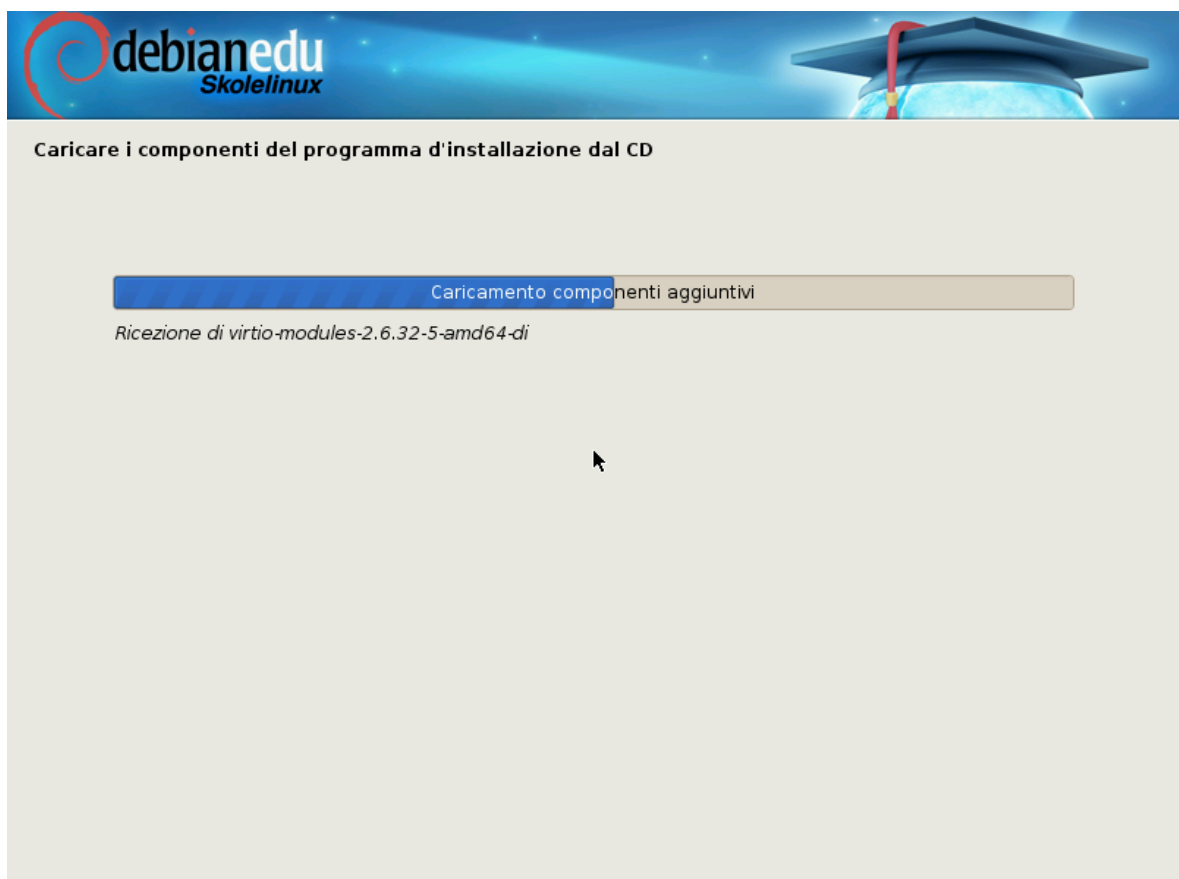 debianedu
Skolelinux
Caricare i componenti del programma d'installazione dal CD
Caricamento componenti aggiuntivi
Ricezione di virtio-modules-2.6.32-5-amd64-di